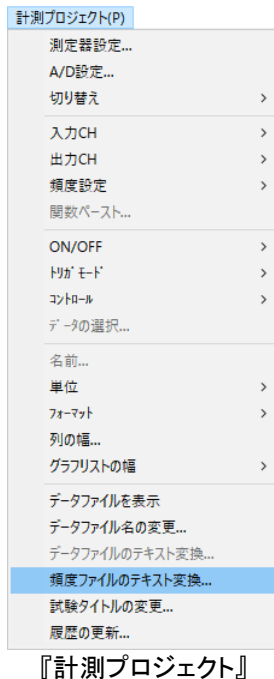 計測プロジェクト(P)
測定器設定...
A/D設定...
切り替え
入力CH
出力CH
頻度設定
関数ペースト...
ON/OFF
ﾄﾘｶﾞﾓｰﾄﾞ
ｺﾝﾄﾛｰﾙ
ﾃﾞｰﾀの選択...
名前...
単位
ﾌｫｰﾏｯﾄ
列の幅...
グラフリストの幅
データファイルを表示
データファイル名の変更...
データファイルのテキスト変換...
頻度ファイルのテキスト変換...
試験タイトルの変更...
履歴の更新...
『計測プロジェクト』